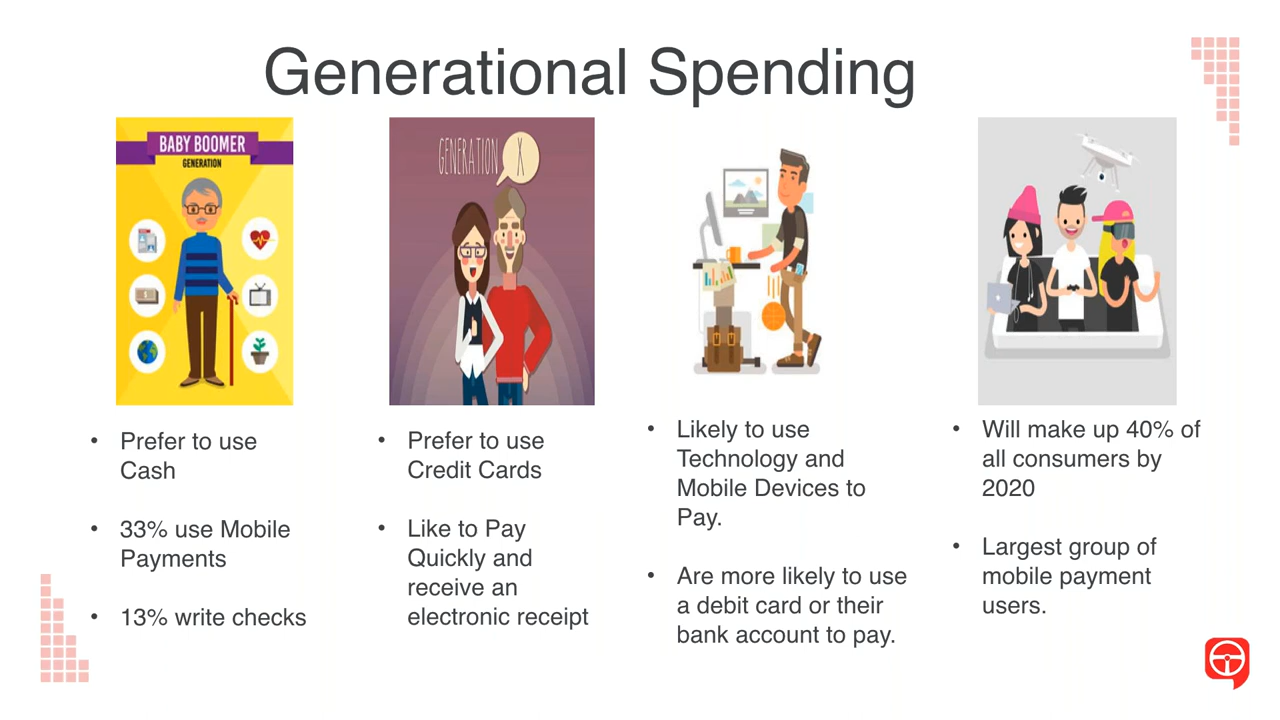 Generational Spending
BABY BOOMER
GENERATION
GENERATION X
• Prefer to use
Cash
• 33% use Mobile
Payments
• 13% write checks
• Prefer to use
Credit Cards
• Like to Pay
Quickly and
receive an
electronic receipt
• Likely to use
Technology and
Mobile Devices to
Pay.
• Are more likely to use
a debit card or their
bank account to pay.
• Will make up 40% of
all consumers by
2020
• Largest group of
mobile payment
users.